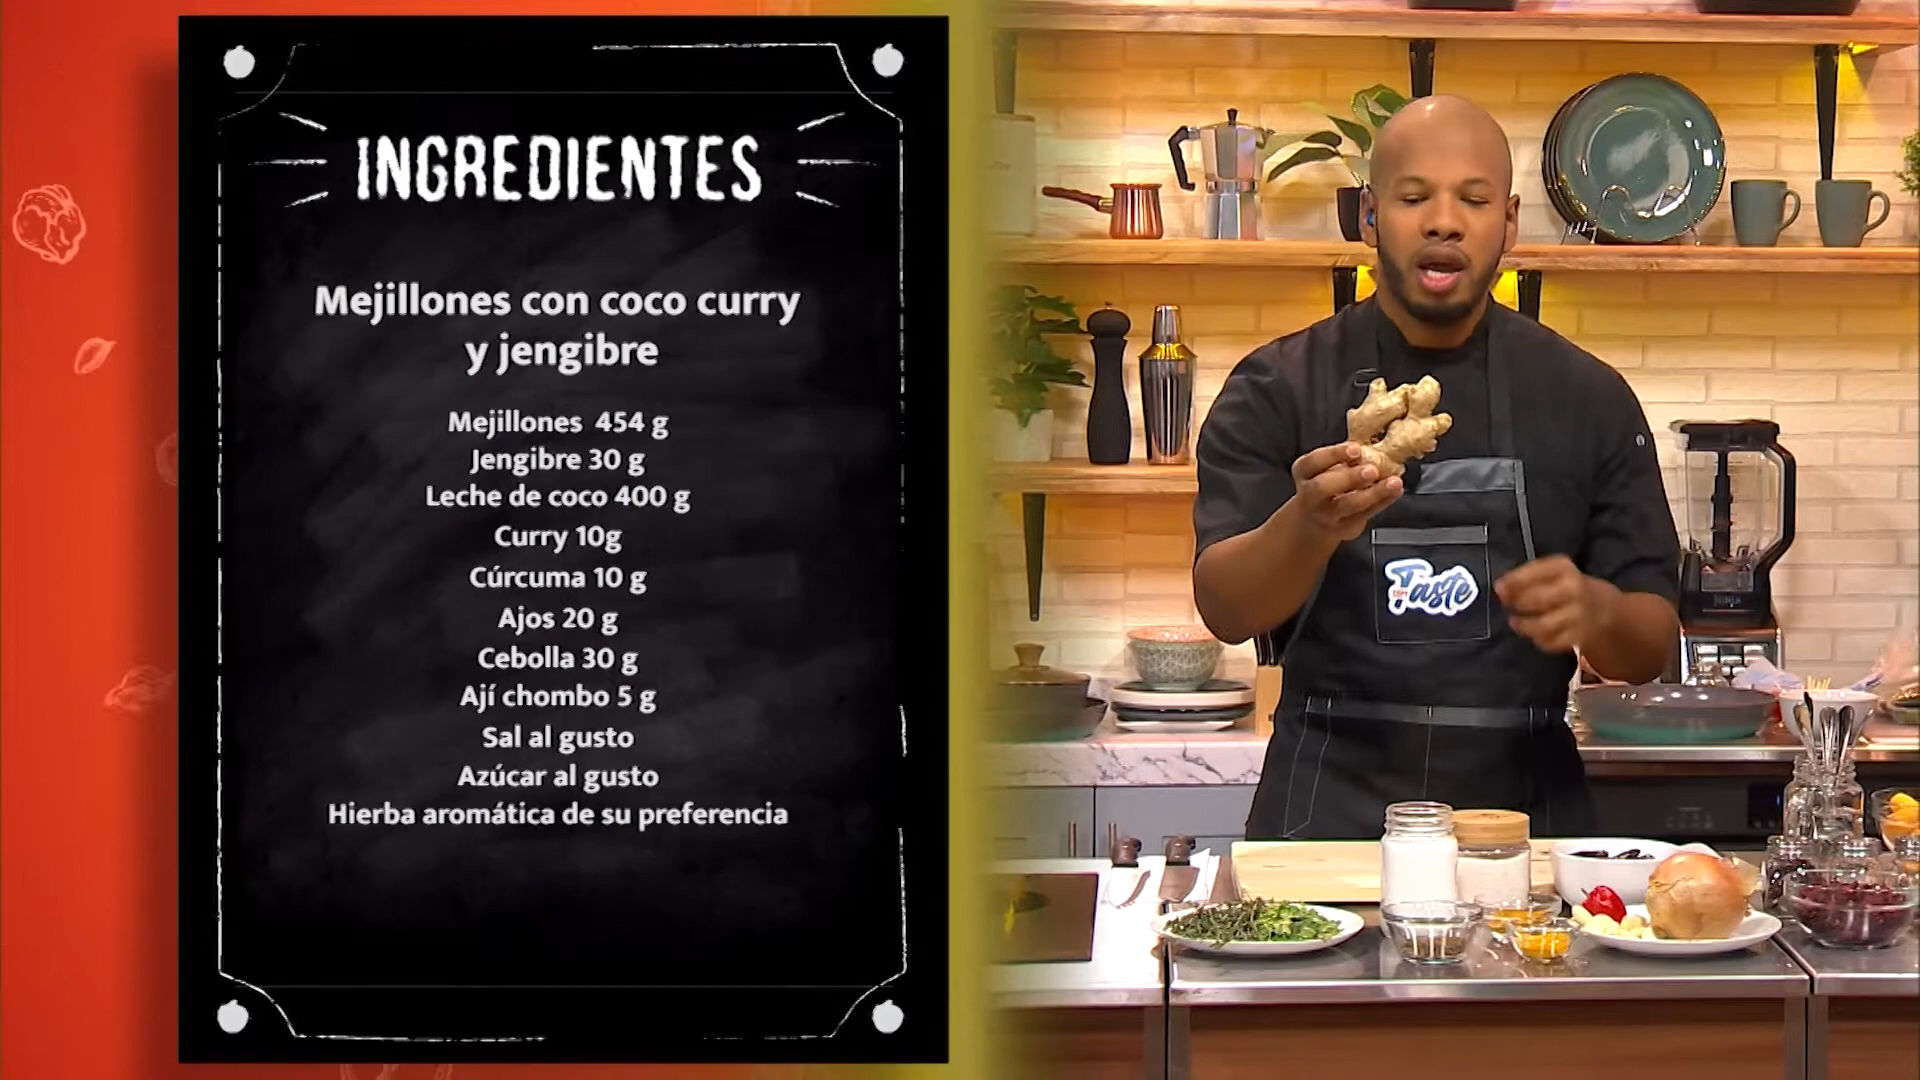 INGREDIENTES
Mejillones con coco curry
y jengibre
Mejillones 454 g
Jengibre 30 g
Leche de coco 400 g
Curry 10g
Cúrcuma 10 g
Ajos 20 g
Cebolla 30 g
Ají chombo 5 g
Sal al gusto
Azúcar al gusto
Hierba aromática de su preferencia
Taste